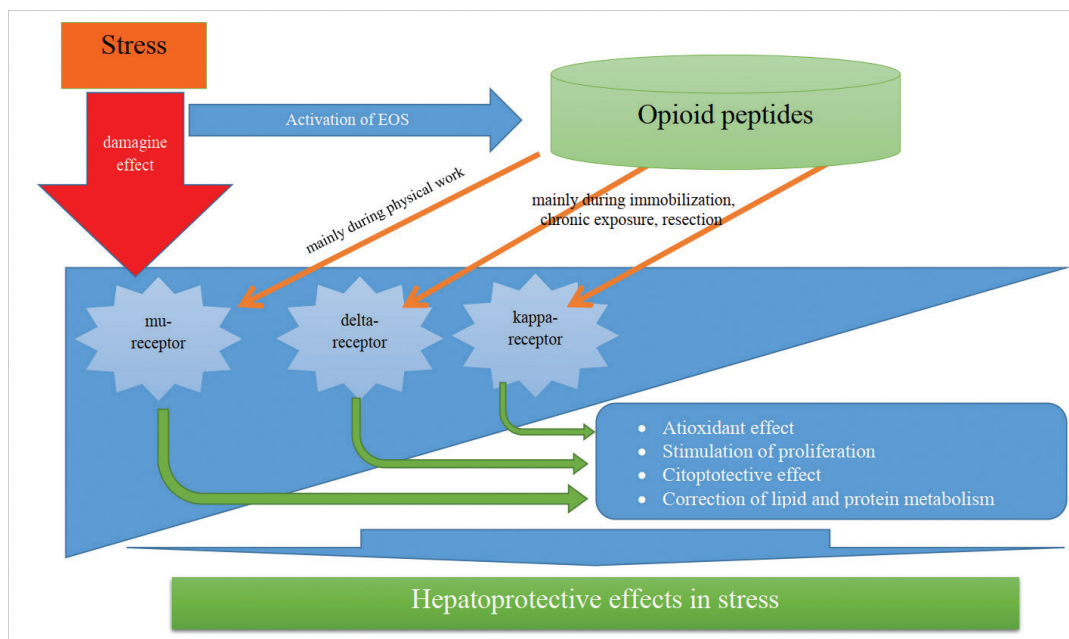 Stress
damagine
effect
Activation of EOS
Opioid peptides
mainly during physical work
mainly during immobilization,
chronic exposure, resection
mu-
receptor
delta-
receptor
kappa-
receptor
• Atioxidant effect
• Stimulation of proliferation
• Citoptotective effect
• Correction of lipid and protein metabolism
Hepatoprotective effects in stress